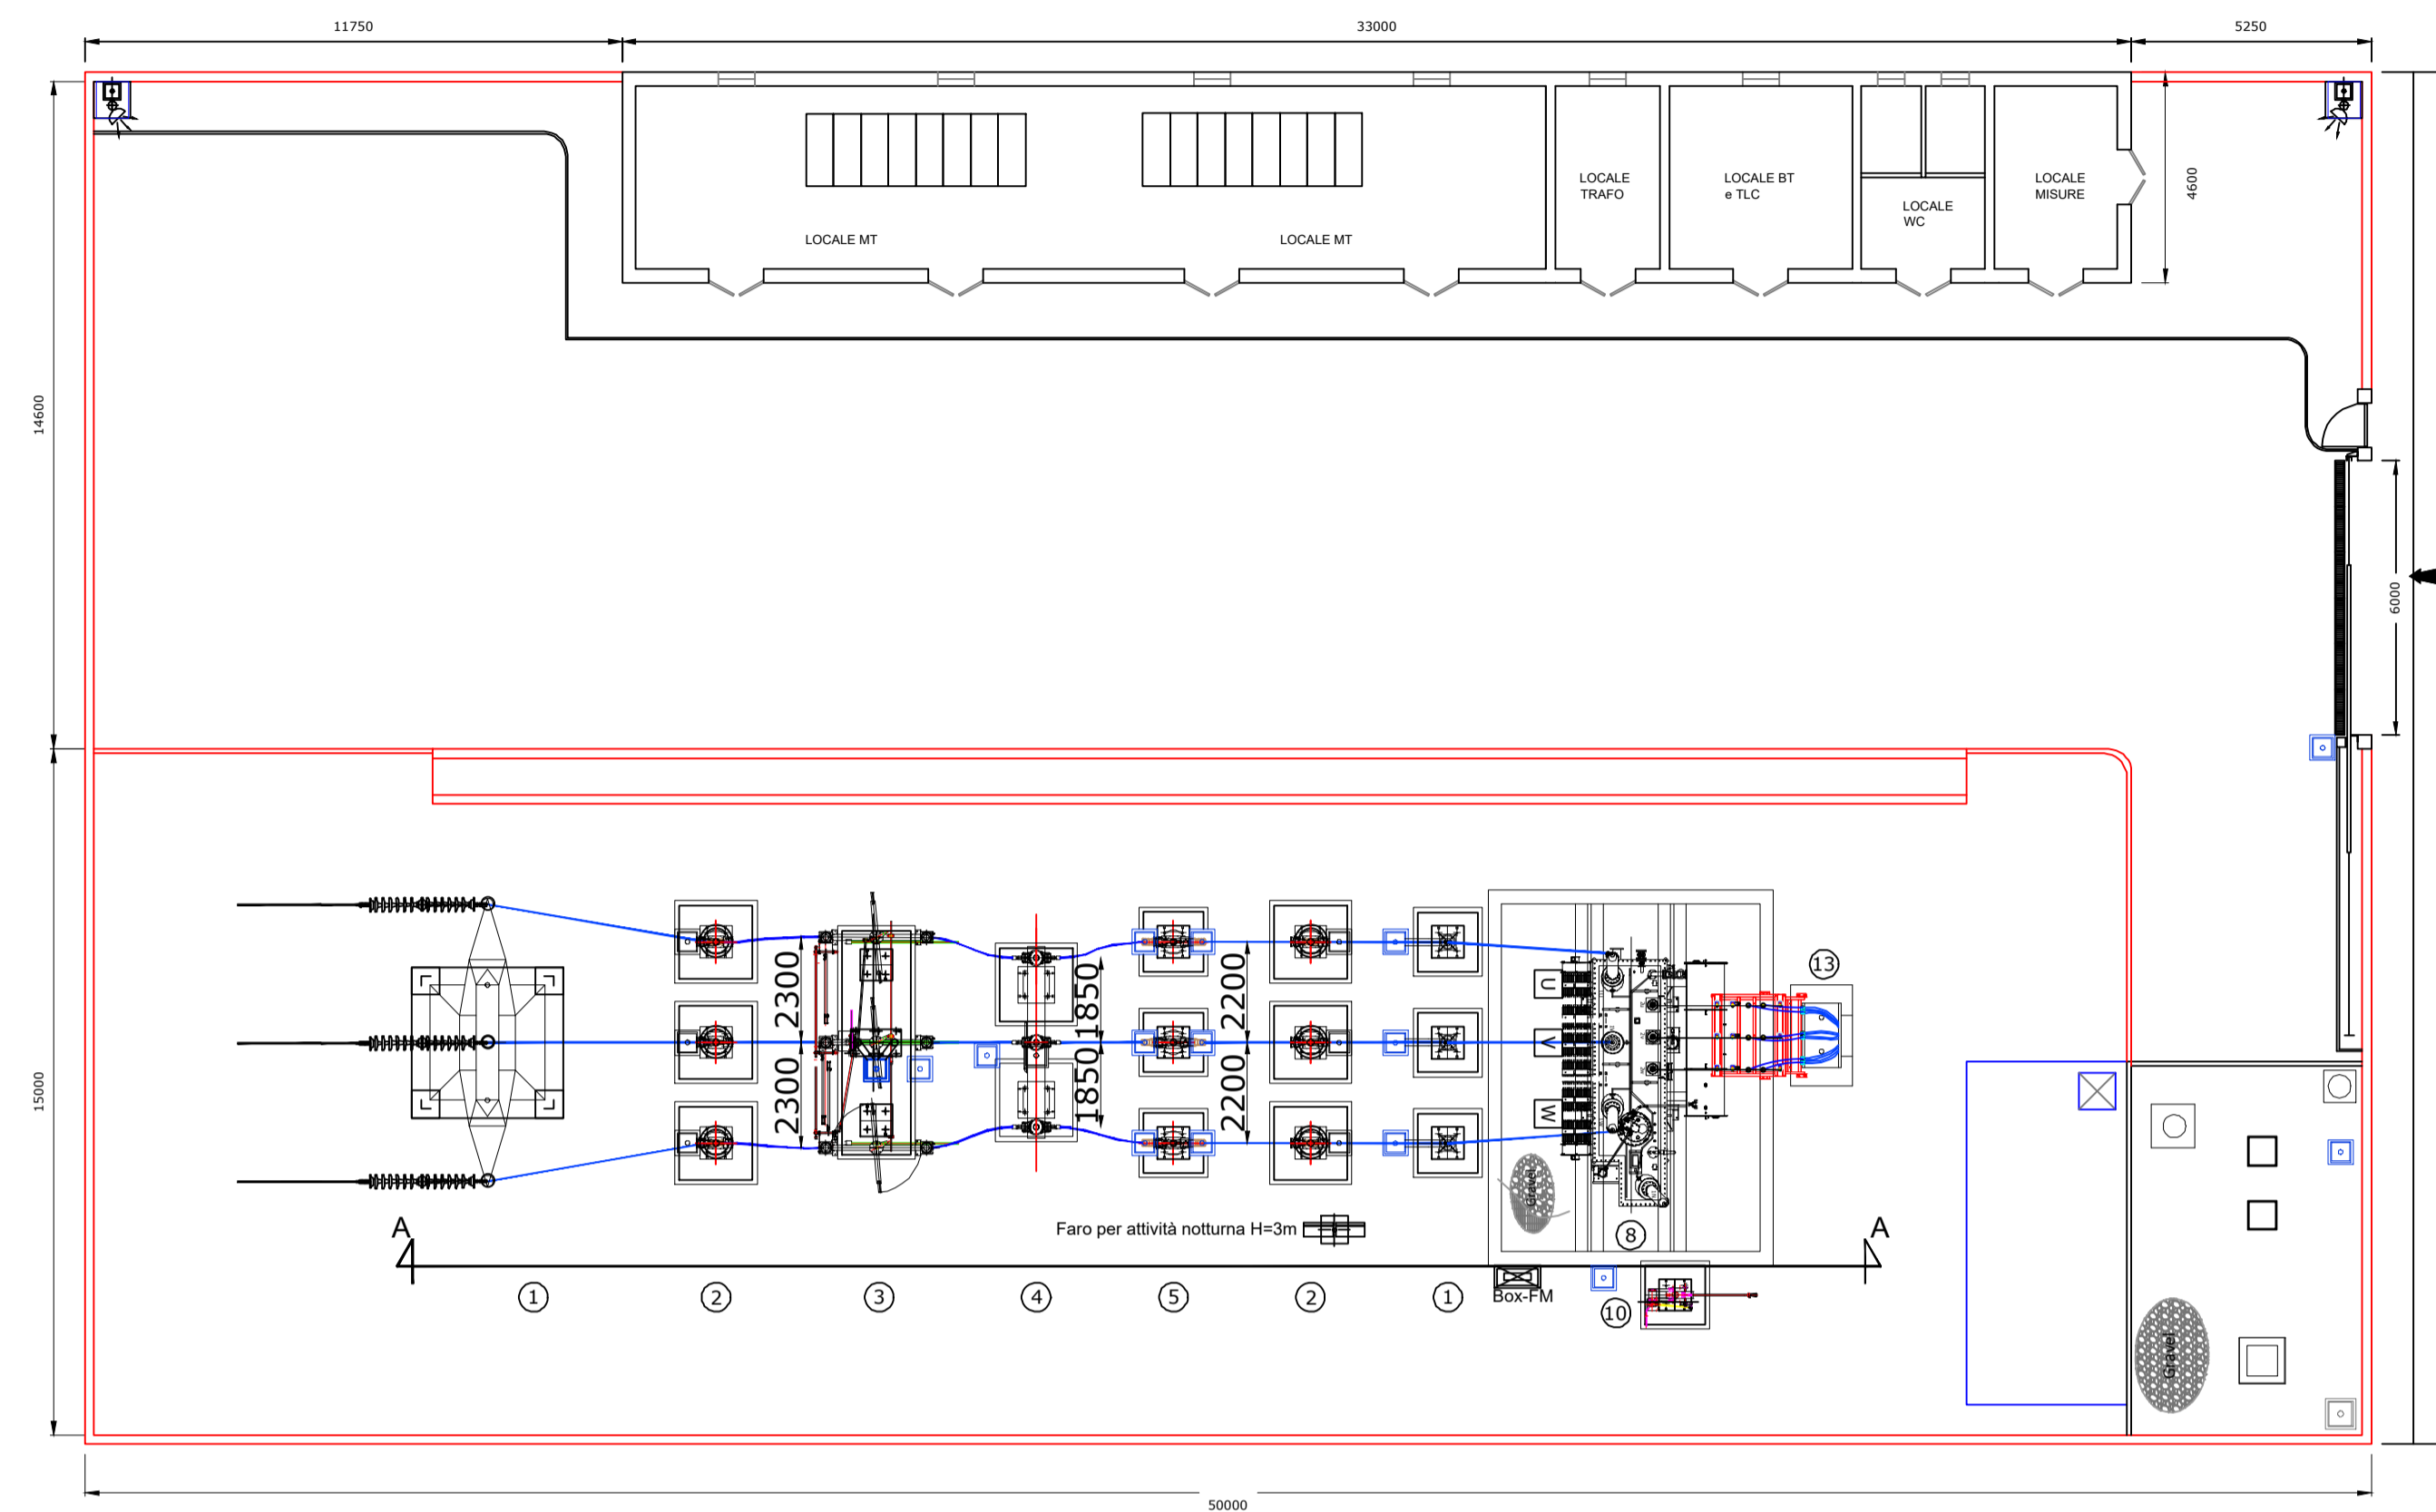 11750
33000
5250
LOCALE
TRAFO
LOCALE BT
e TLC
LOCALE
WC
LOCALE
MISURE
4600
LOCALE MT
LOCALE MT
14600
6000
15000
2300
2300
1850
1850
2200
2200
U
V
W
13
Gravel
8
Faro per attività notturna H=3m
A
A
1
2
3
4
5
2
1
Box-FM
10
Gravel
50000